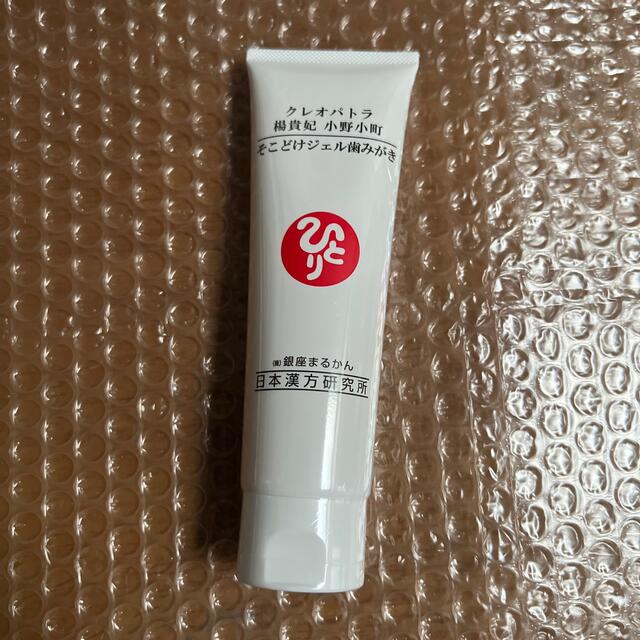 クレオパトラ
楊貴妃 小野小町
そこどけジェル歯みがき
ひとり
㈲銀座まるかん
日本漢方研究所